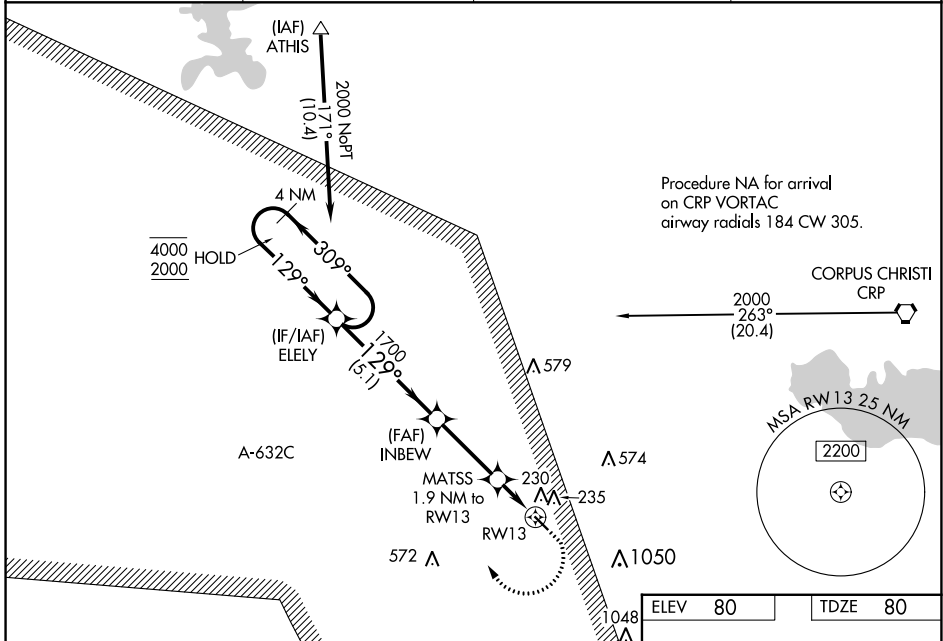 (IAF)
ATHIS
2000 NoPT
171°
(10.4)
4 NM
4000
2000
HOLD
309°
129°
(IF/IAF)
ELELY
1700
129°
(5.1)
Procedure NA for arrival
on CRP VORTAC
airway radials 184 CW 305.
CORPUS CHRISTI
CRP
2000
263°
(20.4)
579
(FAF)
INBEW
A-632C
574
MATSS
1.9 NM to
RW13
230
235
RW13
572
1050
1048
MSA RW13 25 NM
2200
ELEV 80
TDZE 80